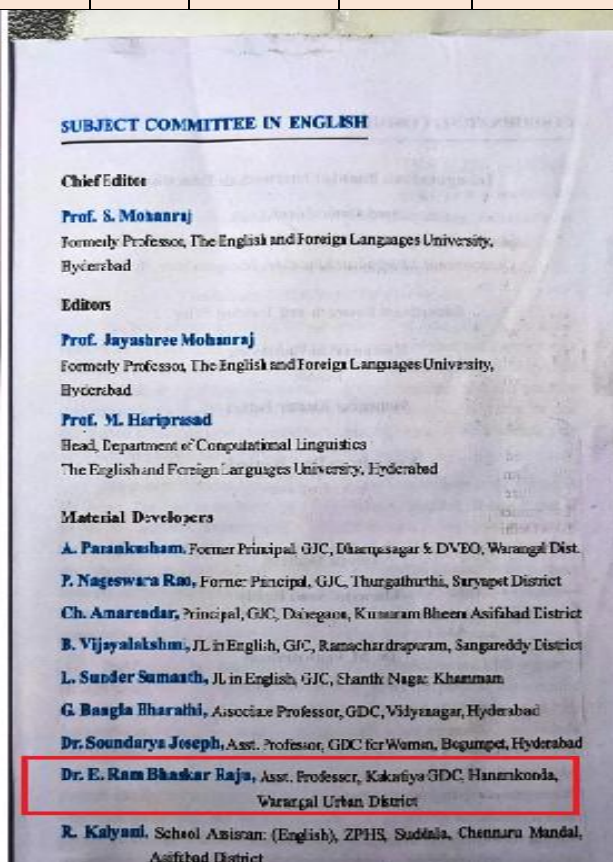 SUBJECT COMMITTEE IN ENGLISH
Chief Editor
Prof. S. Mohanraj
Formerly Professor, The English and Foreign Languages University,
Hyderabad
Editors
Prof. Jayashree Mohanraj
Formerly Professor, The English and Foreign Languages University,
Hyderabad
Prof. M. Hariprasad
Head, Department of Computational Linguistics
The English and Foreign Languages University, Hyderabad
Material Developers
A. Parankusham, Former Principal, GJC, Dharmasagar & DVEO, Warangal Dist.
P. Nageswara Rao, Former Principal, GJC, Thungathurthi, Suryapet District
Ch. Amarendar, Principal, GJC, Dahegaon, Kumuram Bheem Asifabad District
B. Vijayalakshmi, JL in English, GJC, Ramachandrapuram, Sangareddy District
L. Sunder Sumanth, JL in English, GJC, Shanthi Nagar, Khammam
G. Bangla Bharathi, Associate Professor, GDC, Vidyanagar, Hyderabad
Dr. Soundarya Joseph, Asst. Professor, GDC for Women, Begumpet, Hyderabad
Dr. E. Ram Bhaskar Raju, Asst. Professor, Kakatiya GDC, Hanamkonda,
Warangal Urban District
R. Kalyani, School Assistant (English), ZPHS, Suddala, Chennuru Mandal,
Asifabad District